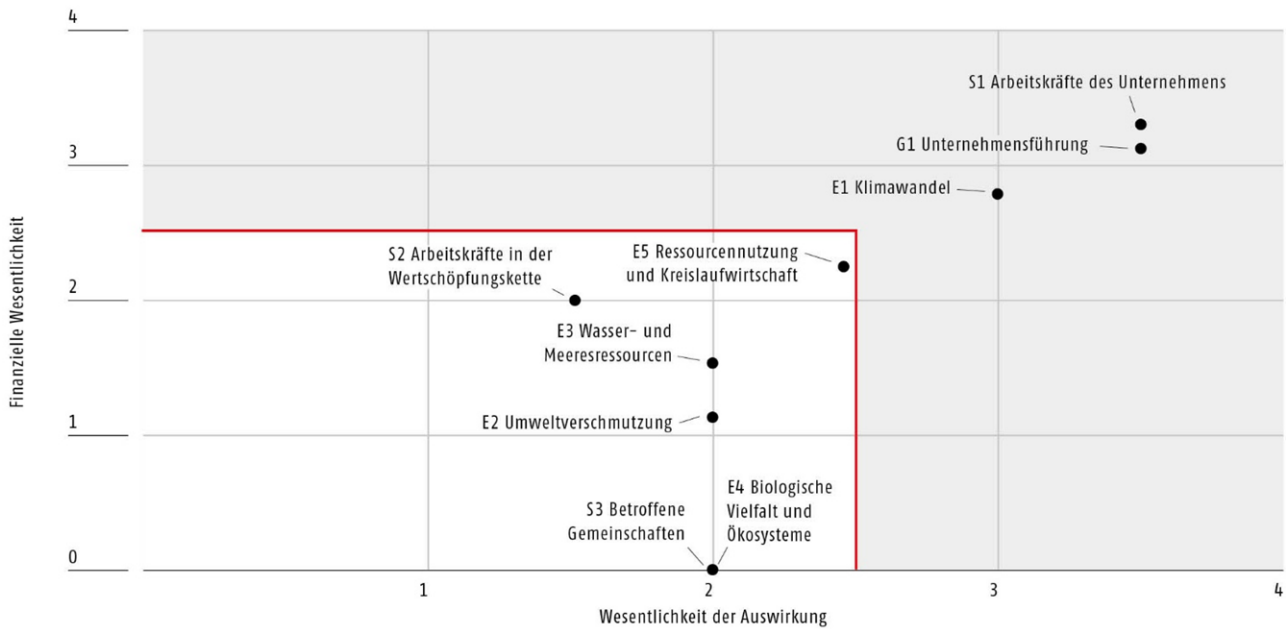 4
S1 Arbeitskräfte des Unternehmens
G1 Unternehmensführung
3
E1 Klimawandel
Finanzielle Wesentlichkeit
S2 Arbeitskräfte in der
Wertschöpfungskette
E5 Ressourcennutzung
und Kreislaufwirtschaft
2
E3 Wasser- und
Meeresressourcen
E2 Umweltverschmutzung
1
S3 Betroffene
Gemeinschaften
E4 Biologische
Vielfalt und
Ökosysteme
0
1
2
3
4
Wesentlichkeit der Auswirkung